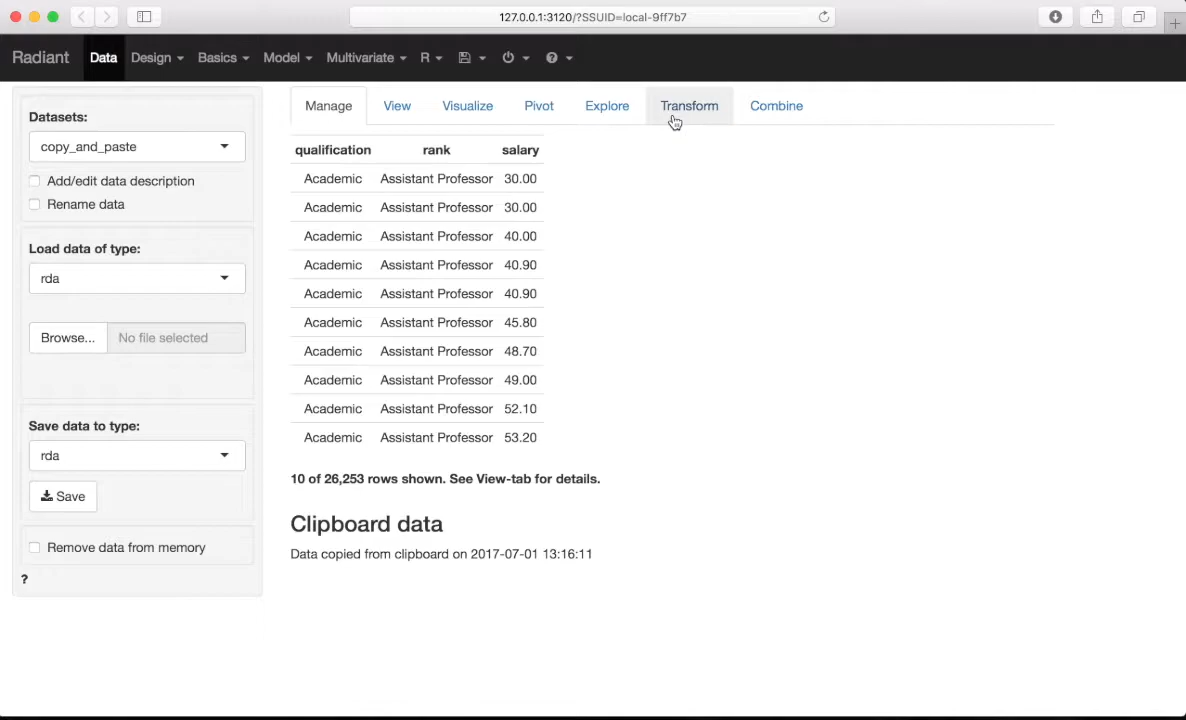 127.0.0.1:3120/?SSUID=local-9ff7b7
Radiant Data Design Basics Model Multivariate R
Manage View Visualize Pivot Explore Transform Combine
Datasets:
copy_and_paste
Add/edit data description
Rename data
Load data of type:
rda
Browse... No file selected
Save data to type:
rda
Save
Remove data from memory
?
qualification rank salary
Academic Assistant Professor 30.00
Academic Assistant Professor 30.00
Academic Assistant Professor 40.00
Academic Assistant Professor 40.90
Academic Assistant Professor 40.90
Academic Assistant Professor 45.80
Academic Assistant Professor 48.70
Academic Assistant Professor 49.00
Academic Assistant Professor 52.10
Academic Assistant Professor 53.20
10 of 26,253 rows shown. See View-tab for details.
Clipboard data
Data copied from clipboard on 2017-07-01 13:16:11